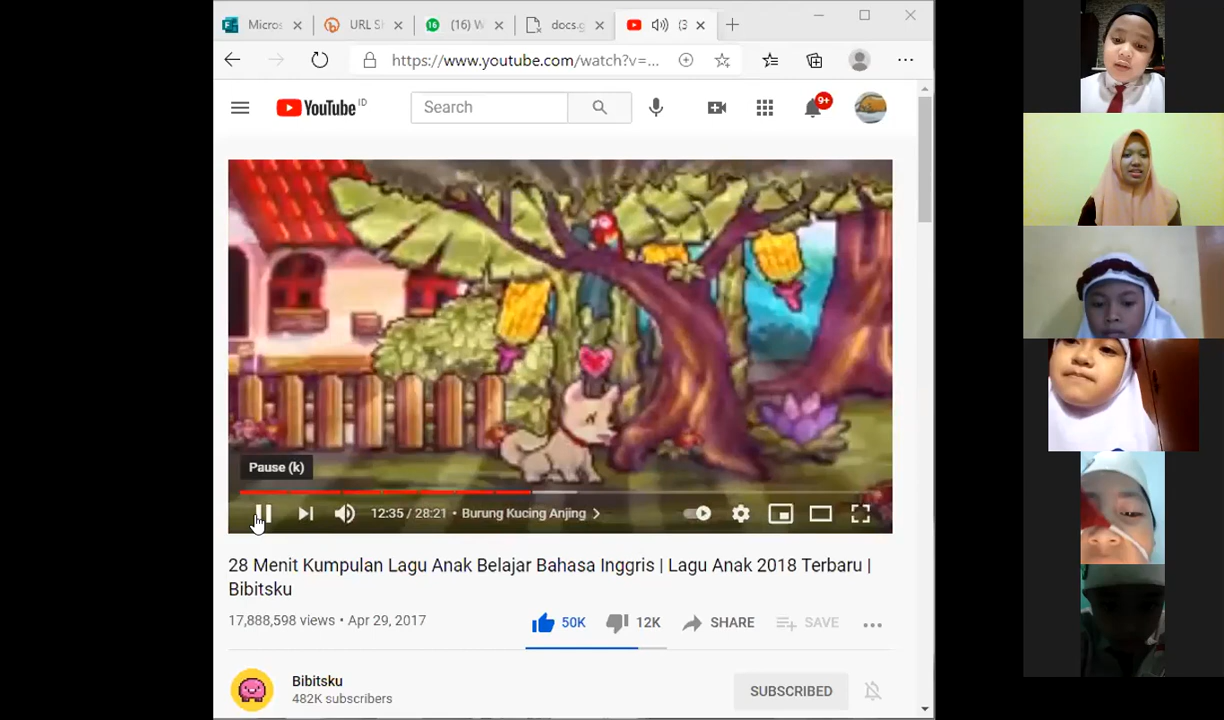 Micros
URL Sh
(16) W
docs.g
(3
https://www.youtube.com/watch?v=...
YouTube ID
Search
9+
Pause (k)
12:35 / 28:21 • Burung Kucing Anjing
28 Menit Kumpulan Lagu Anak Belajar Bahasa Inggris | Lagu Anak 2018 Terbaru |
Bibitsku
17,888,598 views • Apr 29, 2017
50K
12K
SHARE
SAVE
Bibitsku
482K subscribers
SUBSCRIBED